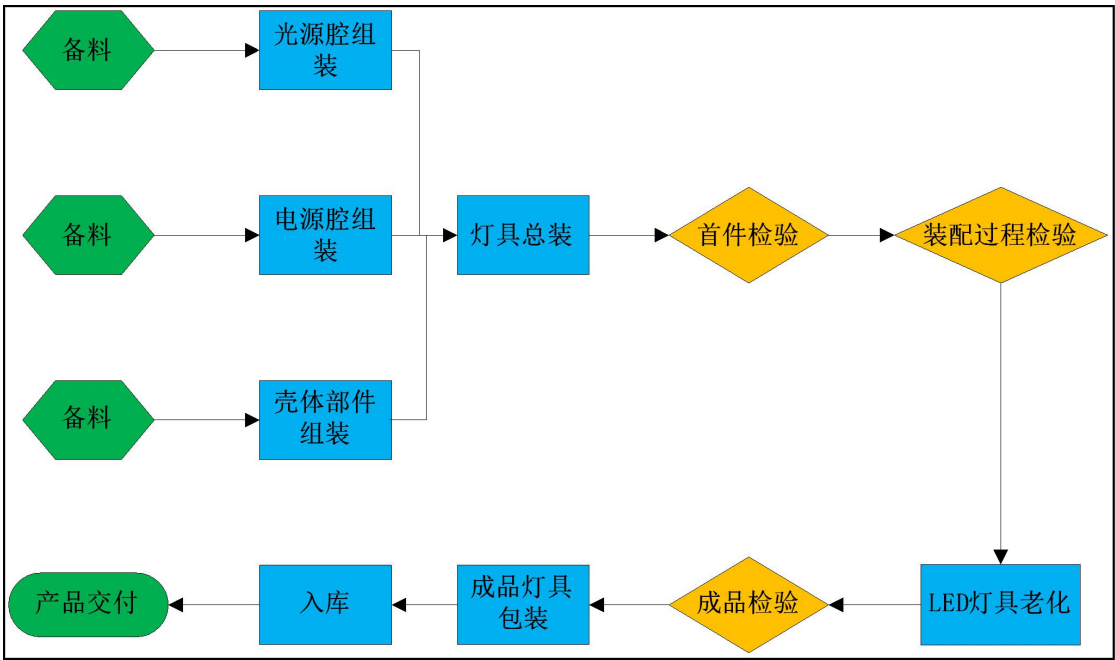 备料
光源腔组
装
备料
电源腔组
装
灯具总装
首件检验
装配过程检验
备料
壳体部件
组装
产品交付
入库
成品灯具
包装
成品检验
LED灯具老化